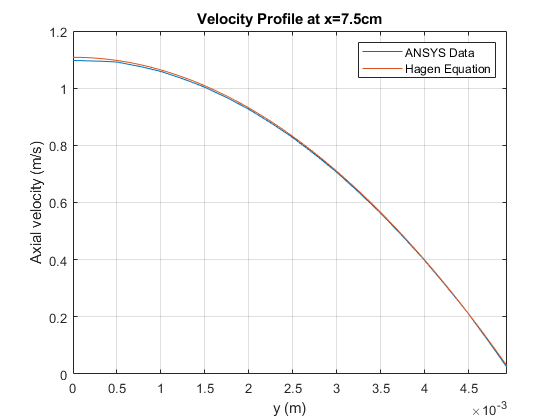 Velocity Profile at x=7.5cm
1.2
1
0.8
0.6
0.4
0.2
0
Axial velocity (m/s)
ANSYS Data
Hagen Equation
0 0.5 1 1.5 2 2.5 3 3.5 4 4.5
y (m)
×10⁻³